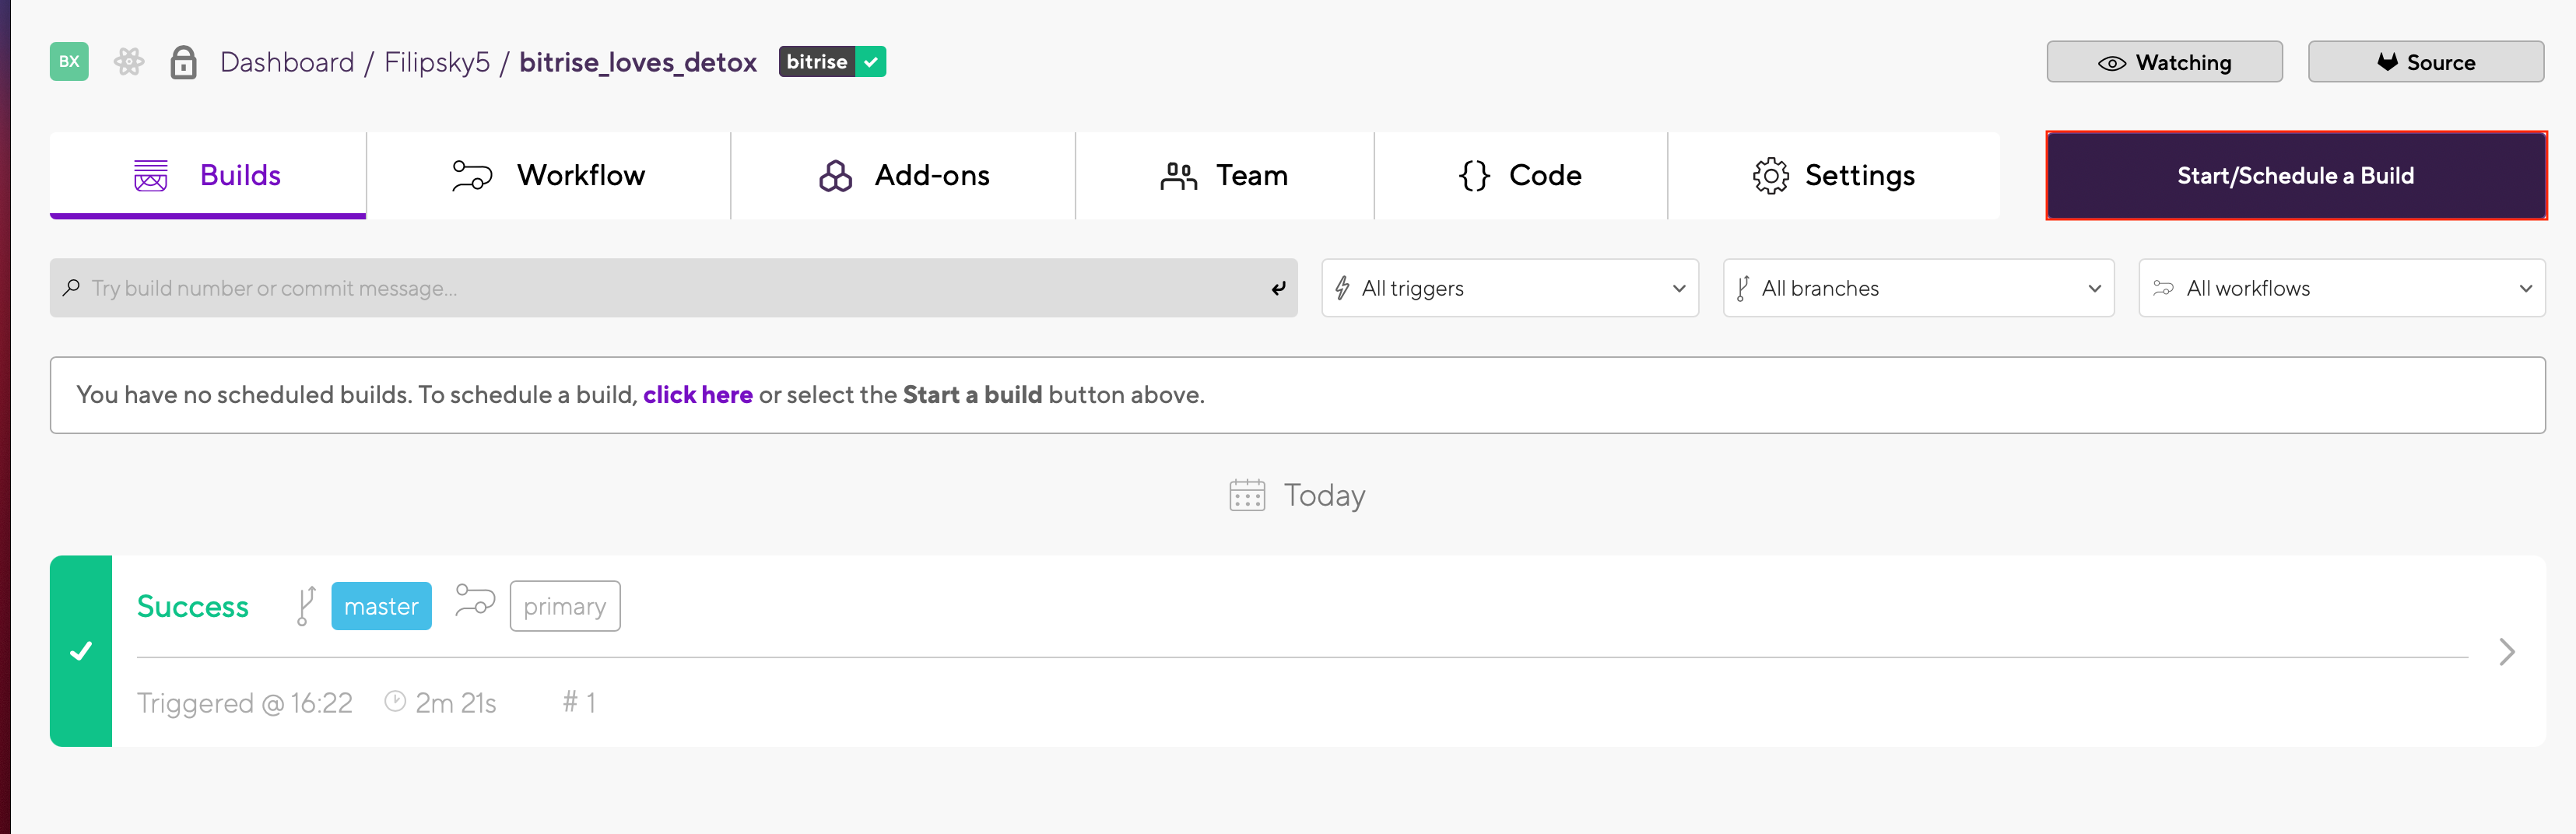 BX Dashboard / Filipsky5 / bitrise_loves_detox bitrise Watching Source
Builds Workflow Add-ons Team {} Code Settings Start/Schedule a Build
Try build number or commit message... All triggers All branches All workflows
You have no scheduled builds. To schedule a build, click here or select the Start a build button above.
Today
Success master primary
Triggered @ 16:22 2m 21s # 1